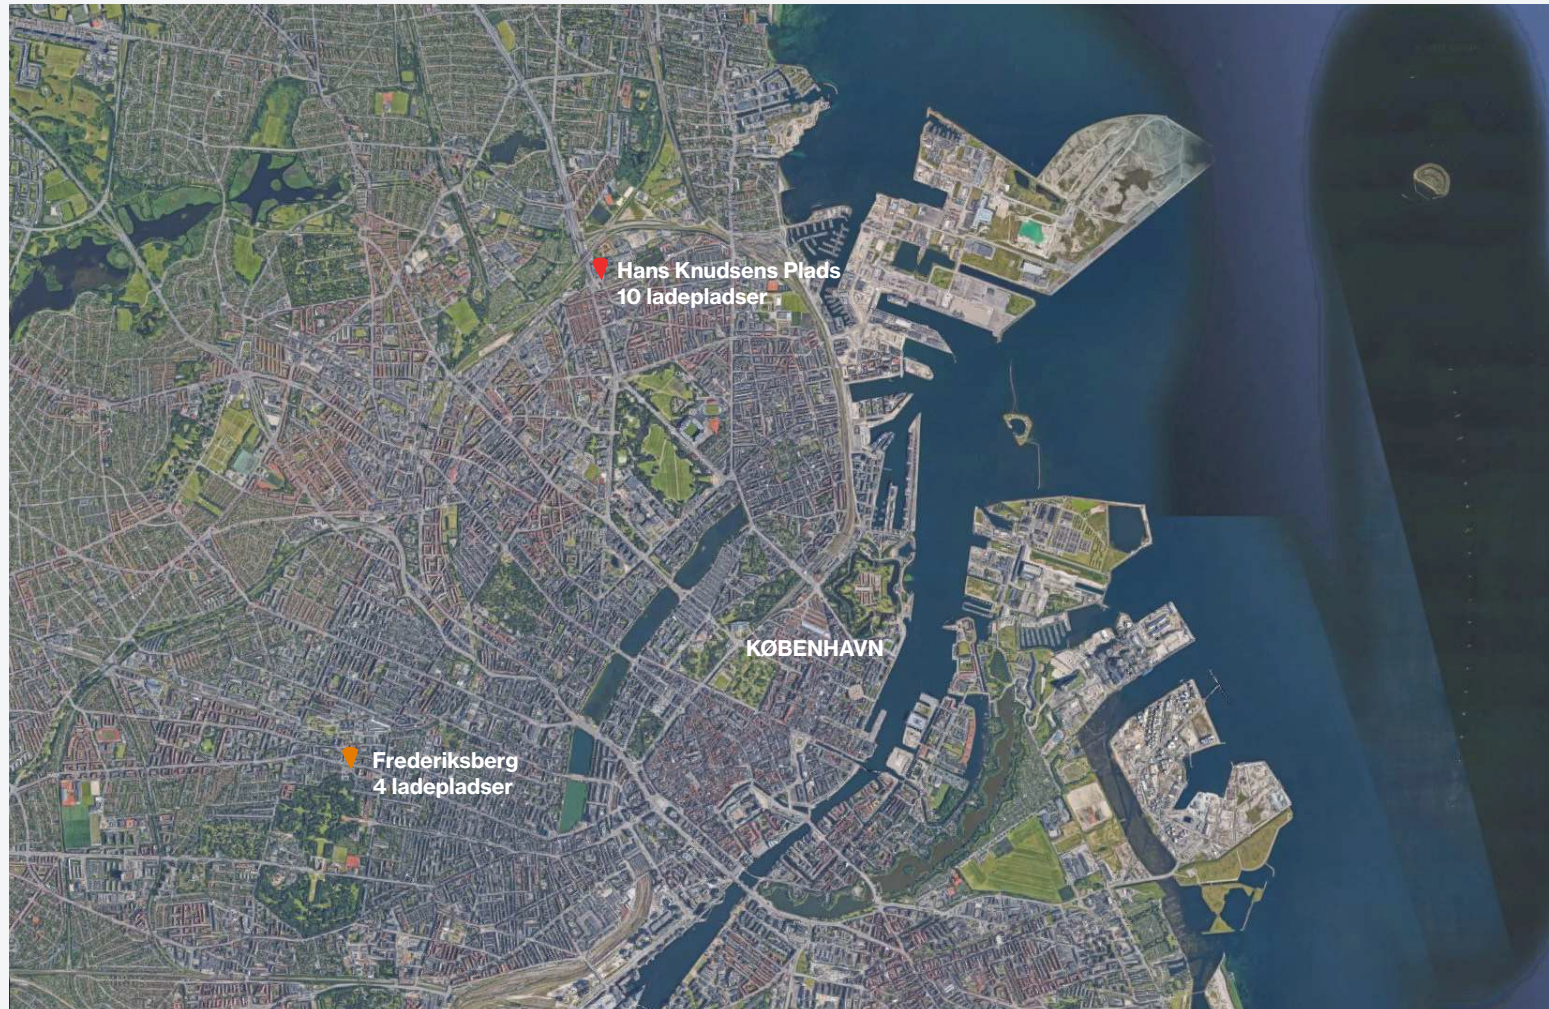 Hans Knudsens Plads
10 ladepladser
KØBENHAVN
Frederiksberg
4 ladepladser